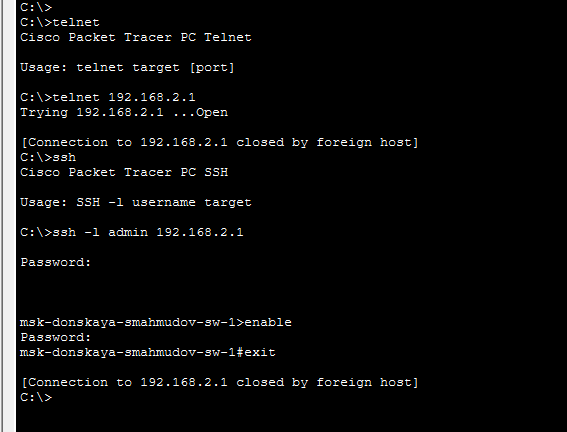 C:\>
C:\>telnet
Cisco Packet Tracer PC Telnet
Usage: telnet target [port]
C:\>telnet 192.168.2.1
Trying 192.168.2.1 ...Open
[Connection to 192.168.2.1 closed by foreign host]
C:\>ssh
Cisco Packet Tracer PC SSH
Usage: SSH -l username target
C:\>ssh -l admin 192.168.2.1
Password:
msk-donskaya-smahmudov-sw-1>enable
Password:
msk-donskaya-smahmudov-sw-1#exit
[Connection to 192.168.2.1 closed by foreign host]
C:\>